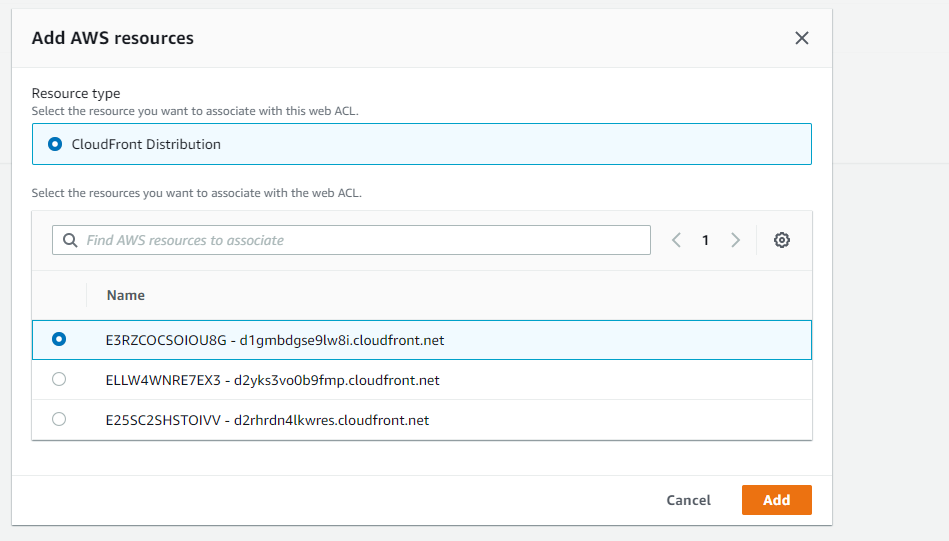 Add AWS resources
Resource type
Select the resource you want to associate with this web ACL.
CloudFront Distribution
Select the resources you want to associate with the web ACL.
Find AWS resources to associate
1
Name
E3RZCOCSOIOU8G - d1gmbdgse9lw8i.cloudfront.net
ELLW4WNRE7EX3 - d2yks3vo0b9fmp.cloudfront.net
E25SC2SHSTOIVV - d2rhrdn4lkwres.cloudfront.net
Cancel
Add